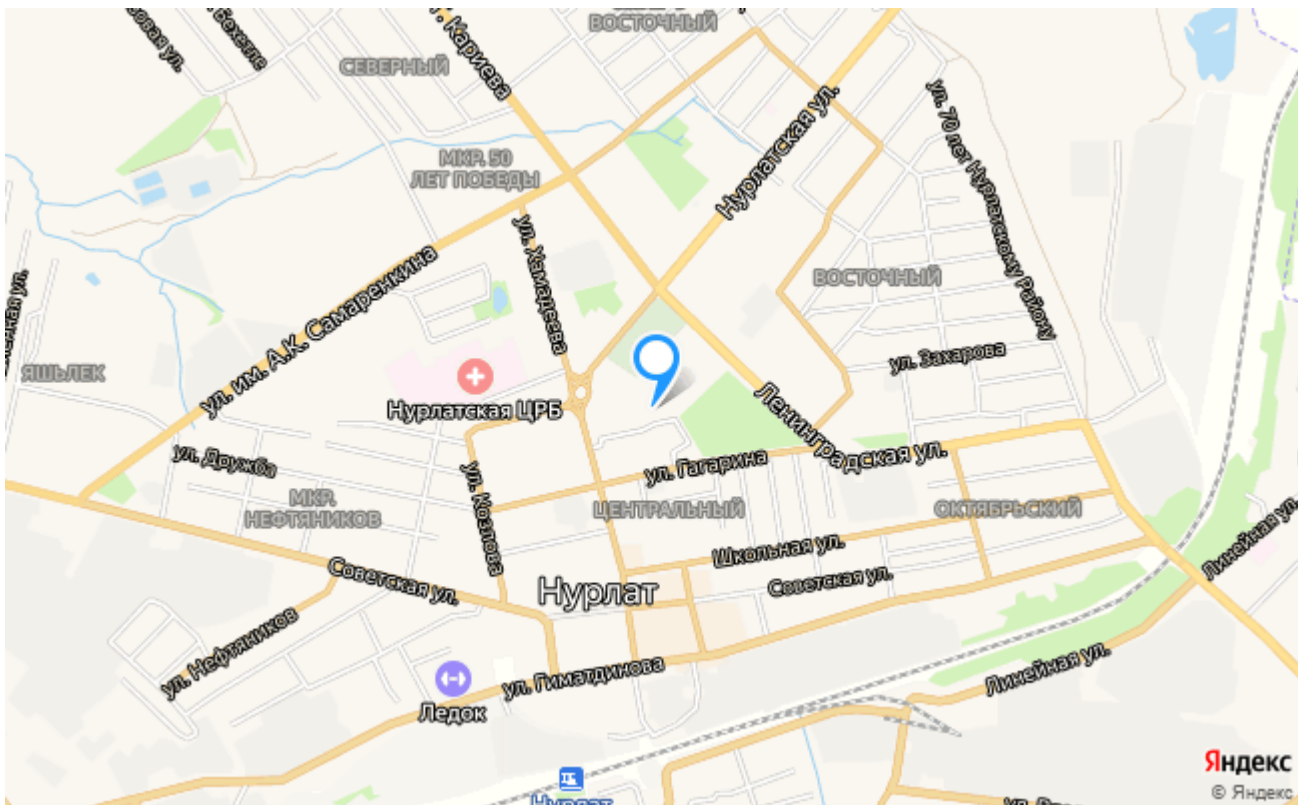 Бехетле
ул. Кариева
ВОСТОЧНЫЙ
СЕВЕРНЫЙ
МКР. 50
ЛЕТ ПОБЕДЫ
Нурлатская ул.
ул. 70 лет Нурлатскому Району
ул. Хамадеева
ул. им. А.К. Самаренкина
ВОСТОЧНЫЙ
ЯШЬЛЕК
ул. Захарова
Нурлатская ЦРБ
Ленинградская ул.
ул. Дружба
ул. Козлова
ул. Гагарина
МКР.
НЕФТЯНИКОВ
ЦЕНТРАЛЬНЫЙ
ОКТЯБРЬСКИЙ
Школьная ул.
Линейная ул.
Советская ул.
Советская ул.
Нурлат
ул. Нефтяников
ул. Гиматдинова
Линейная ул.
Ледок
Яндекс
© Яндекс
Нурлат